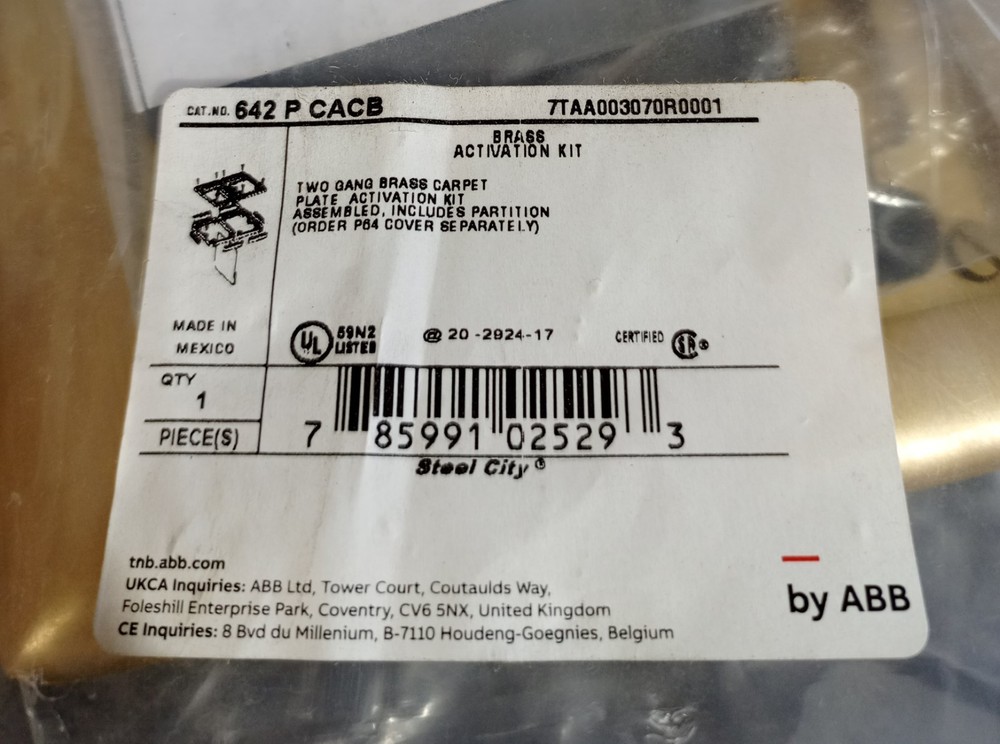 CAT.NO. 642 P CACB 7TAA003070R0001
BRASS
ACTIVATION KIT
TWO GANG BRASS CARPET
PLATE ACTIVATION KIT
ASSEMBLED, INCLUDES PARTITION
(ORDER P64 COVER SEPARATELY)
MADE IN
MEXICO
UL 59N2
LISTED
@ 20 -2924-17
CERTIFIED ®
QTY
1
PIECE(S)
7 85991 02529 3
Steel City ®
tnb.abb.com
UKCA Inquiries: ABB Ltd, Tower Court, Coutaulds Way,
Foleshill Enterprise Park, Coventry, CV6 5NX, United Kingdom
CE Inquiries: 8 Bvd du Millenium, B-7110 Houdeng-Goegnies, Belgium
by ABB